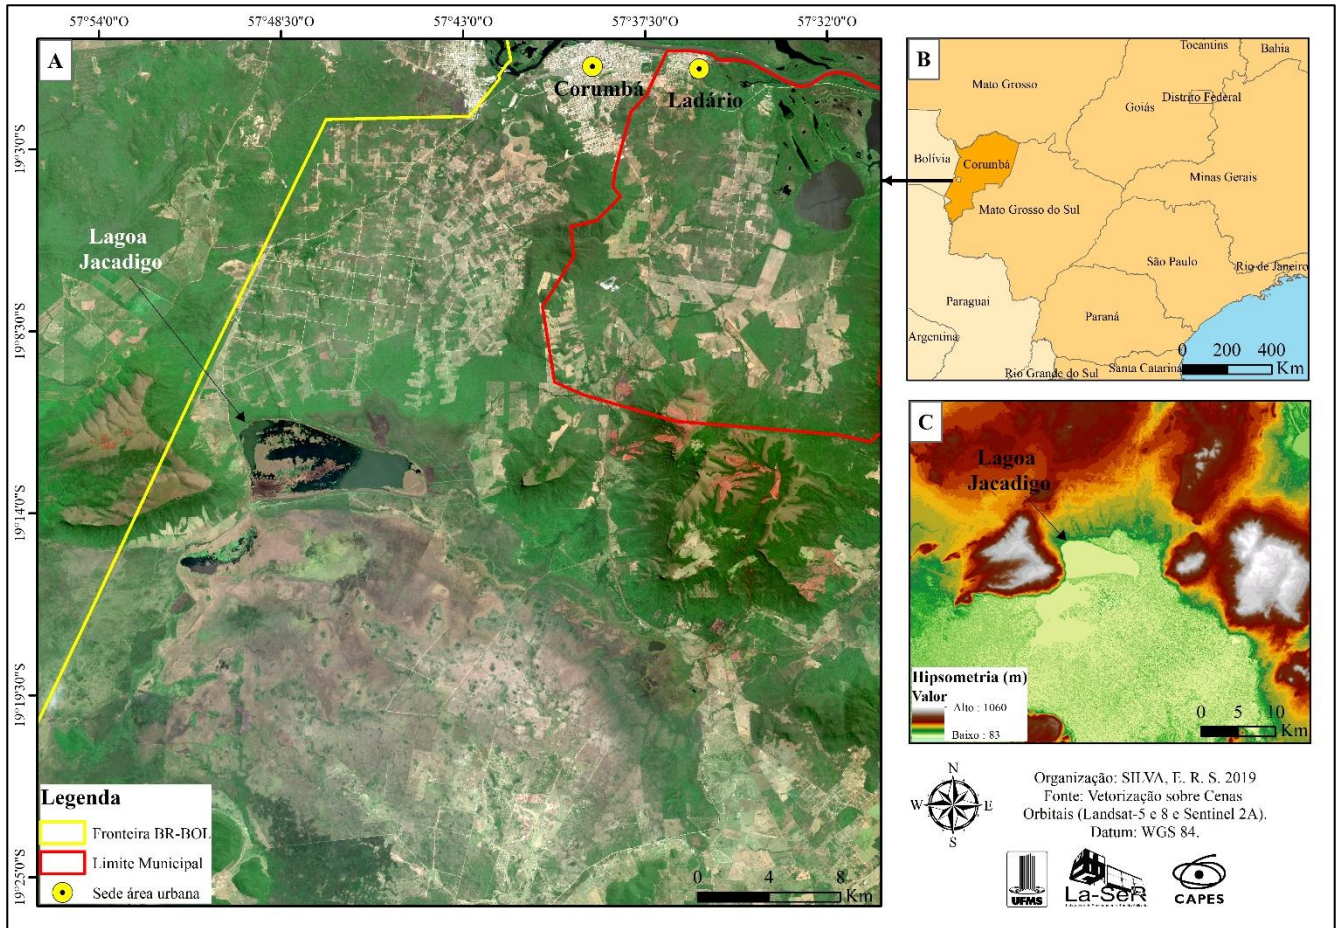 57°54'0"O
57°48'30"O
57°43'0"O
57°37'30"O
57°32'0"O
19°3'0"S
19°8'30"S
19°14'0"S
19°19'30"S
19°25'0"S
A
Corumbá
Ladário
Lagoa
Jacadigo
Legenda
Fronteira BR-BOL
Limite Municipal
Sede área urbana
0 4 8
Km
B
Tocantins
Bahia
Mato Grosso
Goiás
Distrito Federal
Bolívia
Corumbá
Minas Gerais
Mato Grosso do Sul
São Paulo
Rio de Janeiro
Paraguai
Paraná
Argentina
Santa Catarina
Rio Grande do Sul
0 200 400
Km
C
Lagoa
Jacadigo
Hipsometria (m)
Valor
Alto : 1060
Baixo : 83
0 5 10
Km
N
W E
S
Organização: SILVA, E. R. S. 2019
Fonte: Vetorização sobre Cenas
Orbitais (Landsat-5 e 8 e Sentinel 2A).
Datum: WGS 84.
UFMS
La-SeR
CAPES